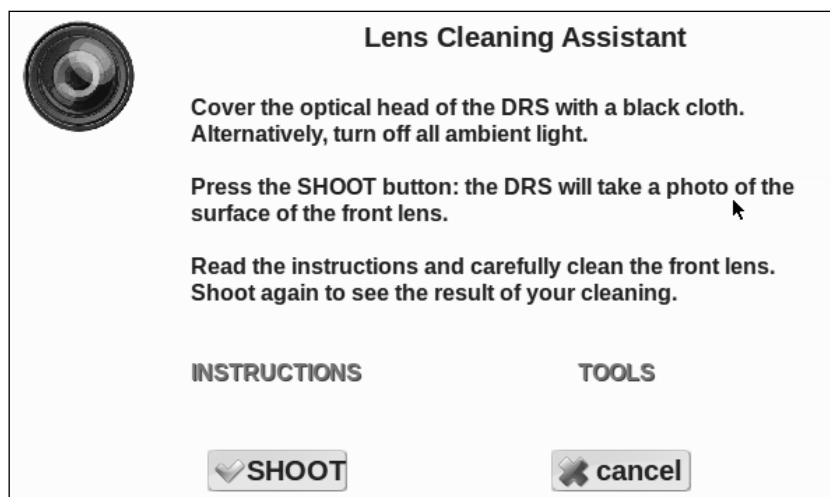 Lens Cleaning Assistant
Cover the optical head of the DRS with a black cloth.
Alternatively, turn off all ambient light.
Press the SHOOT button: the DRS will take a photo of the
surface of the front lens.
Read the instructions and carefully clean the front lens.
Shoot again to see the result of your cleaning.
INSTRUCTIONS TOOLS
SHOOT cancel